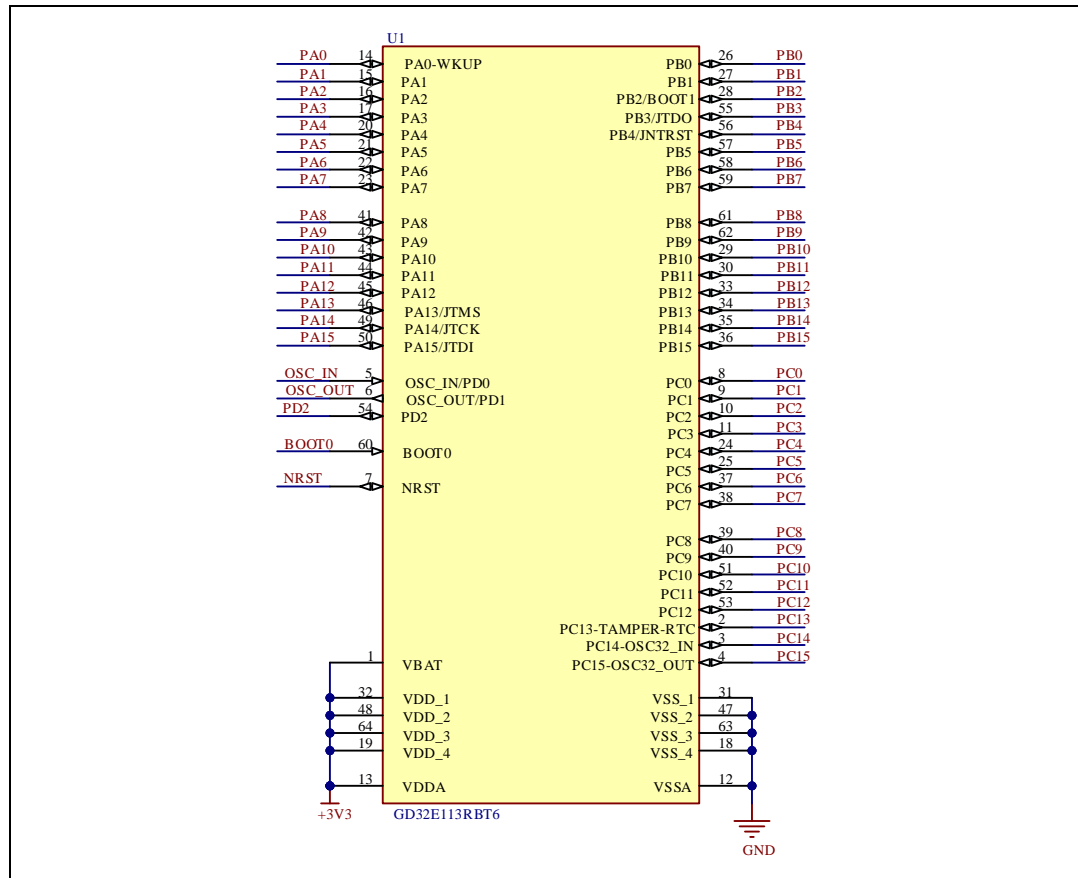 U1
PA0 14 PA0-WKUP PB0 26 PB0
PA1 15 PA1 PB1 27 PB1
PA2 16 PA2 PB2/BOOT1 28 PB2
PA3 17 PA3 PB3/JTDO 55 PB3
PA4 20 PA4 PB4/JNTRST 56 PB4
PA5 21 PA5 PB5 57 PB5
PA6 22 PA6 PB6 58 PB6
PA7 23 PA7 PB7 59 PB7
PA8 41 PA8 PB8 61 PB8
PA9 42 PA9 PB9 62 PB9
PA10 43 PA10 PB10 29 PB10
PA11 44 PA11 PB11 30 PB11
PA12 45 PA12 PB12 33 PB12
PA13 46 PA13/JTMS PB13 34 PB13
PA14 49 PA14/JTCK PB14 35 PB14
PA15 50 PA15/JTDI PB15 36 PB15
OSC_IN 5 OSC_IN/PD0 PC0 8 PC0
OSC_OUT 6 OSC_OUT/PD1 PC1 9 PC1
PD2 54 PD2 PC2 10 PC2
PC3 11 PC3
BOOT0 60 BOOT0 PC4 24 PC4
PC5 25 PC5
NRST 7 NRST PC6 37 PC6
PC7 38 PC7
PC8 39 PC8
PC9 40 PC9
PC10 51 PC10
PC11 52 PC11
PC12 53 PC12
PC13-TAMPER-RTC 2 PC13
PC14-OSC32_IN 3 PC14
1 VBAT PC15-OSC32_OUT 4 PC15
32 VDD_1 VSS_1 31
48 VDD_2 VSS_2 47
64 VDD_3 VSS_3 63
19 VDD_4 VSS_4 18
13 VDDA VSSA 12
+3V3 GD32E113RBT6
GND